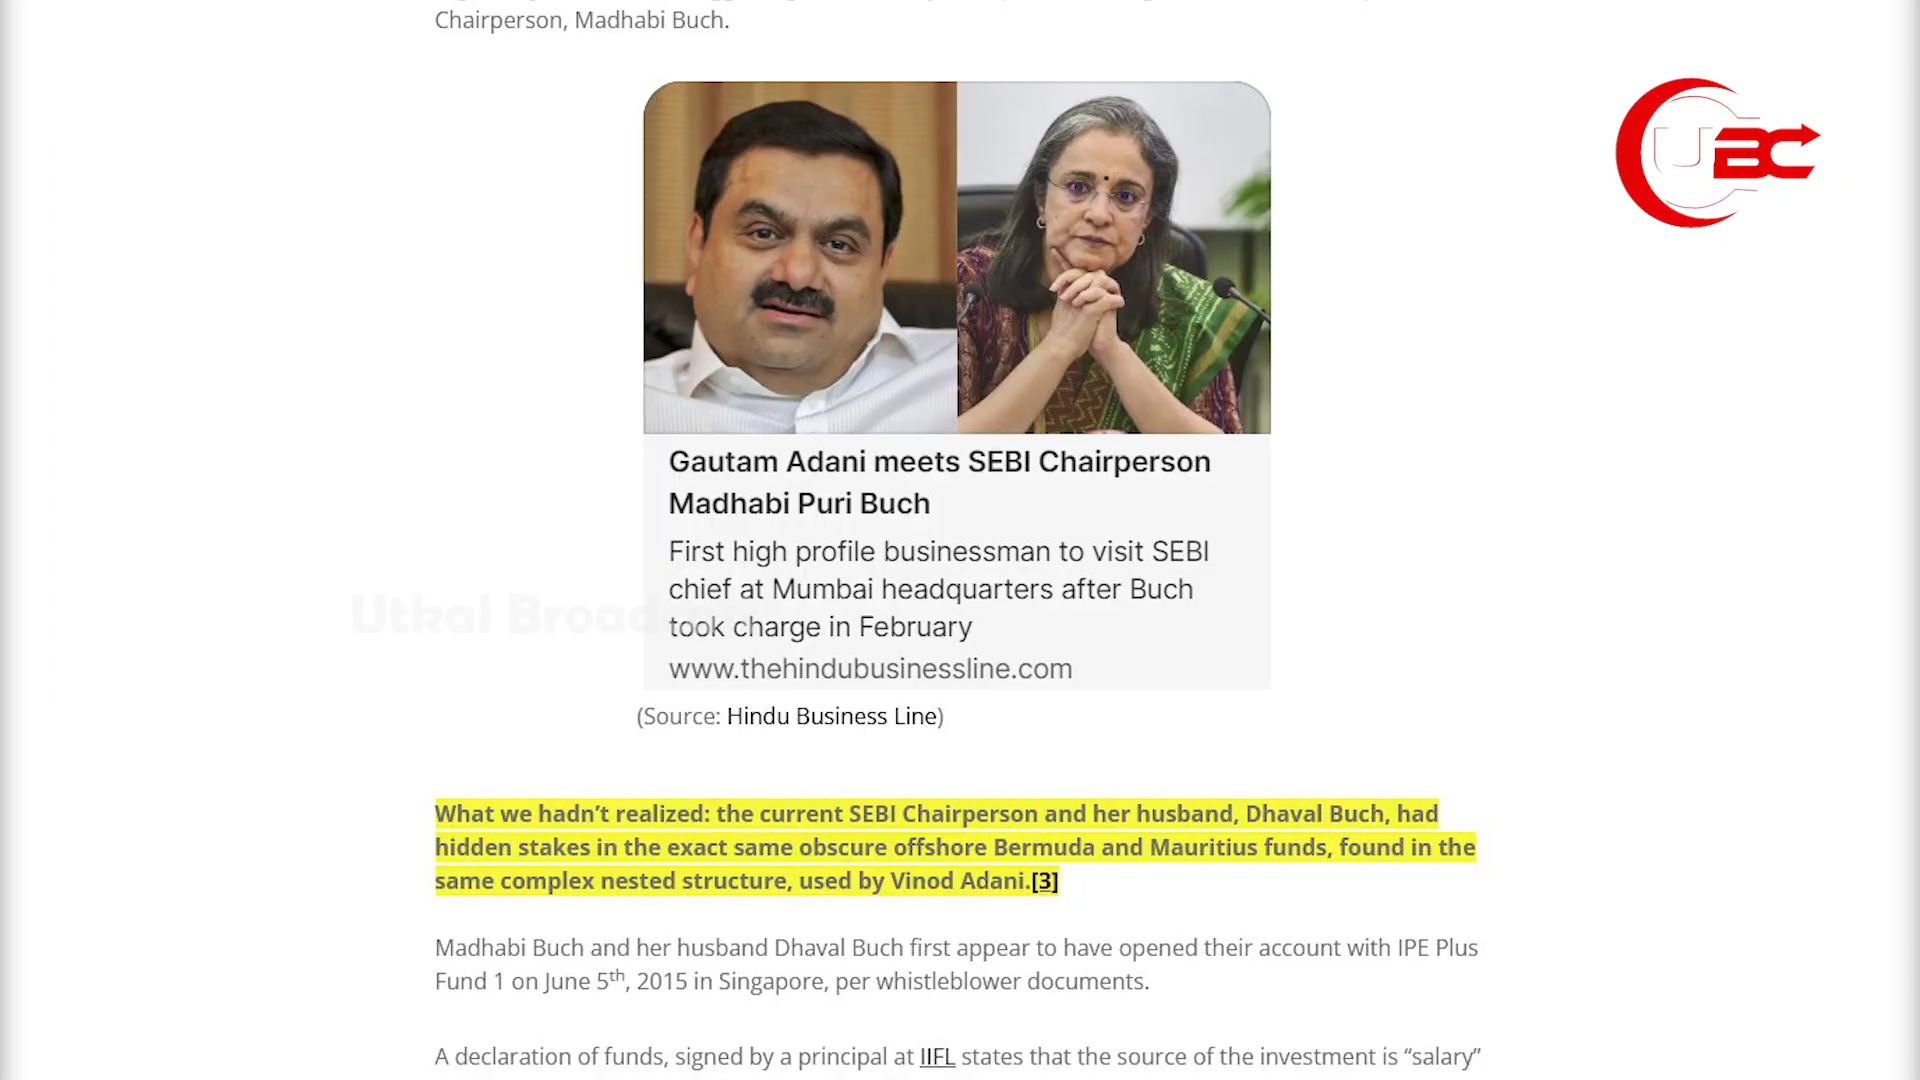 Chairperson, Madhabi Buch.
UBC
Gautam Adani meets SEBI Chairperson
Madhabi Puri Buch
First high profile businessman to visit SEBI
chief at Mumbai headquarters after Buch
took charge in February
www.thehindubusinessline.com
Utkal Broadcas
(Source: Hindu Business Line)
What we hadn’t realized: the current SEBI Chairperson and her husband, Dhaval Buch, had
hidden stakes in the exact same obscure offshore Bermuda and Mauritius funds, found in the
same complex nested structure, used by Vinod Adani.[3]
Madhabi Buch and her husband Dhaval Buch first appear to have opened their account with IPE Plus
Fund 1 on June 5th, 2015 in Singapore, per whistleblower documents.
A declaration of funds, signed by a principal at IIFL states that the source of the investment is “salary”